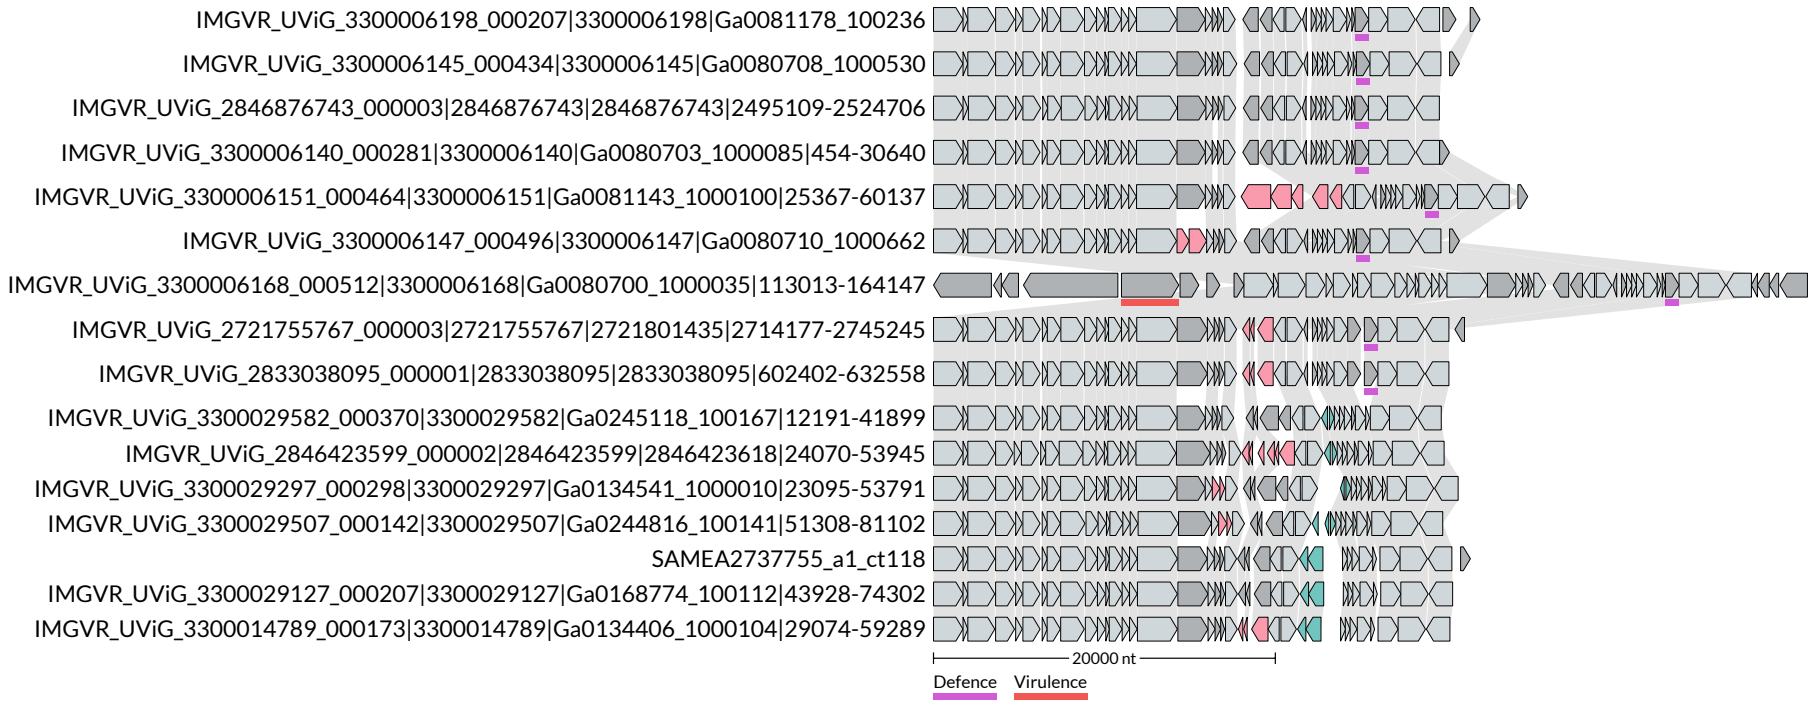 IMGVR_UViG_3300006198_000207|3300006198|Ga0081178_100236
IMGVR_UViG_3300006145_000434|3300006145|Ga0080708_1000530
IMGVR_UViG_2846876743_000003|2846876743|2846876743|2495109-2524706
IMGVR_UViG_3300006140_000281|3300006140|Ga0080703_1000085|454-30640
IMGVR_UViG_3300006151_000464|3300006151|Ga0081143_1000100|25367-60137
IMGVR_UViG_3300006147_000496|3300006147|Ga0080710_1000662
IMGVR_UViG_3300006168_000512|3300006168|Ga0080700_1000035|113013-164147
IMGVR_UViG_2721755767_000003|2721755767|2721801435|2714177-2745245
IMGVR_UViG_2833038095_000001|2833038095|2833038095|602402-632558
IMGVR_UViG_3300029582_000370|3300029582|Ga0245118_100167|12191-41899
IMGVR_UViG_2846423599_000002|2846423599|2846423618|24070-53945
IMGVR_UViG_3300029297_000298|3300029297|Ga0134541_1000010|23095-53791
IMGVR_UViG_3300029507_000142|3300029507|Ga0244816_100141|51308-81102
SAMEA2737755_a1_ct118
IMGVR_UViG_3300029127_000207|3300029127|Ga0168774_100112|43928-74302
IMGVR_UViG_3300014789_000173|3300014789|Ga0134406_1000104|29074-59289
20000 nt
Defence Virulence